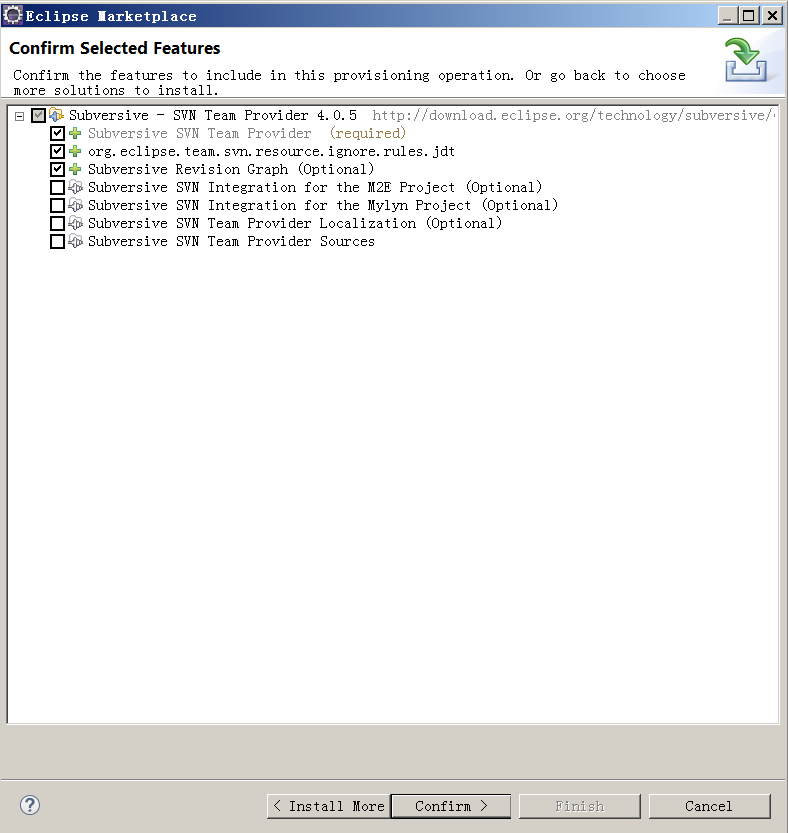 Eclipse Marketplace
Confirm Selected Features
Confirm the features to include in this provisioning operation. Or go back to choose
more solutions to install.
Subversive - SVN Team Provider 4.0.5 http://download.eclipse.org/technology/subversive/
Subversive SVN Team Provider (required)
org.eclipse.team.svn.resource.ignore.rules.jdt
Subversive Revision Graph (Optional)
Subversive SVN Integration for the M2E Project (Optional)
Subversive SVN Integration for the Mylyn Project (Optional)
Subversive SVN Team Provider Localization (Optional)
Subversive SVN Team Provider Sources
? < Install More Confirm > Finish Cancel